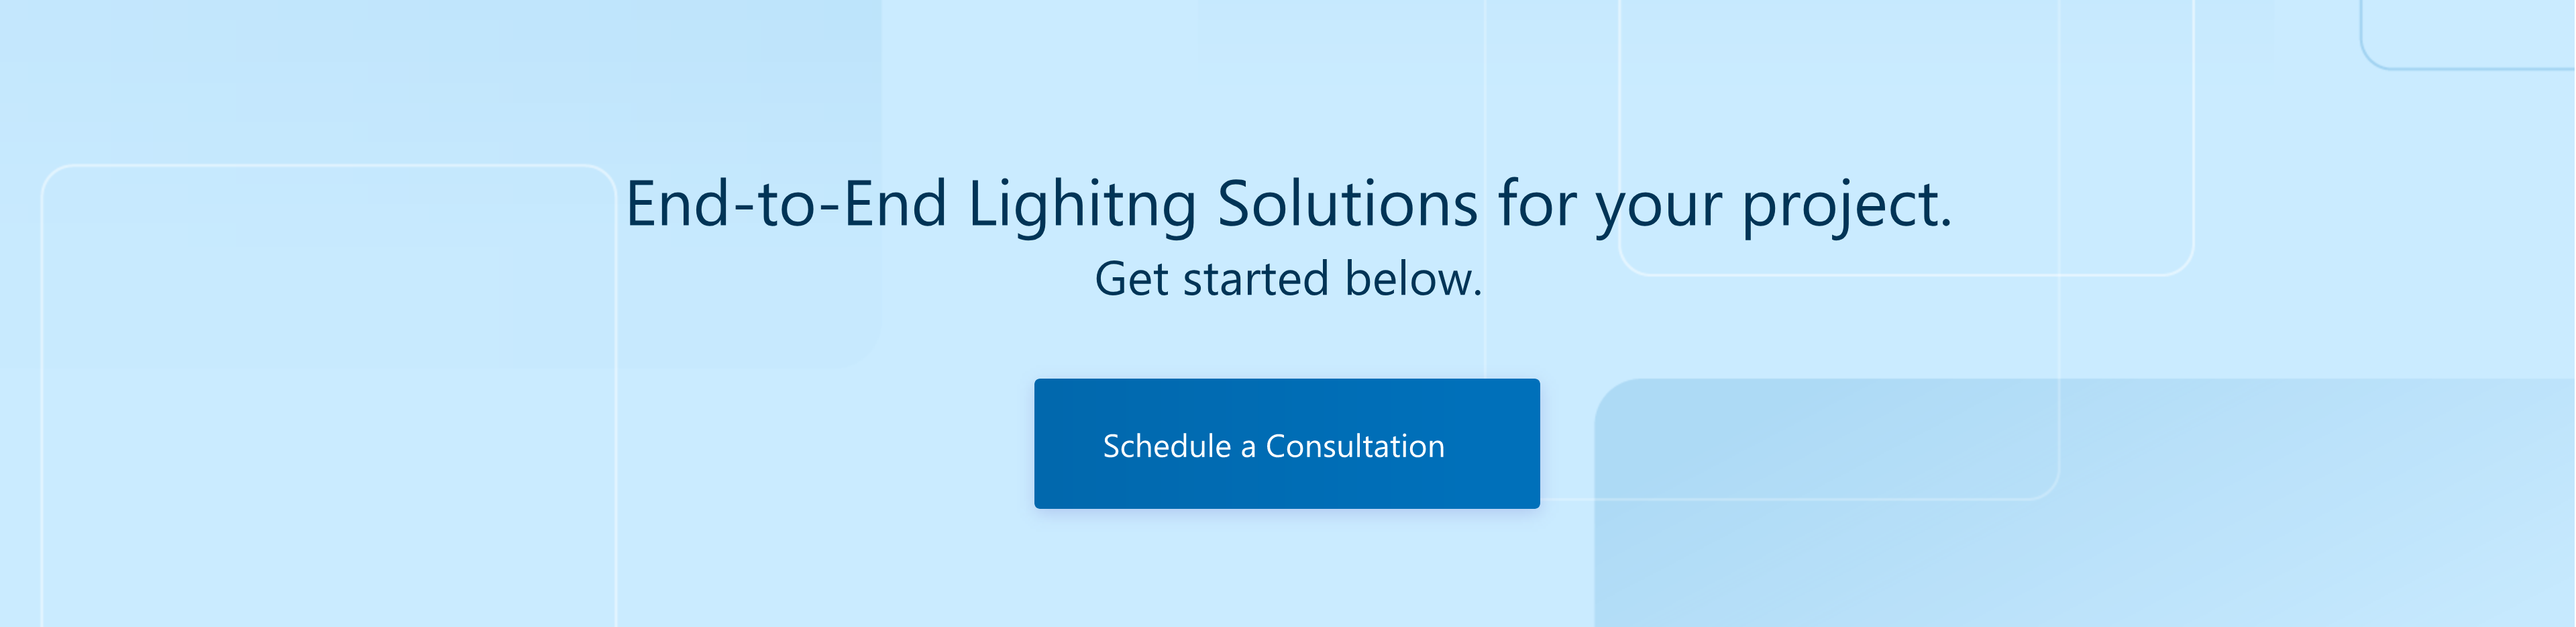 End-to-End Lighitng Solutions for your project.
Get started below.
Schedule a Consultation